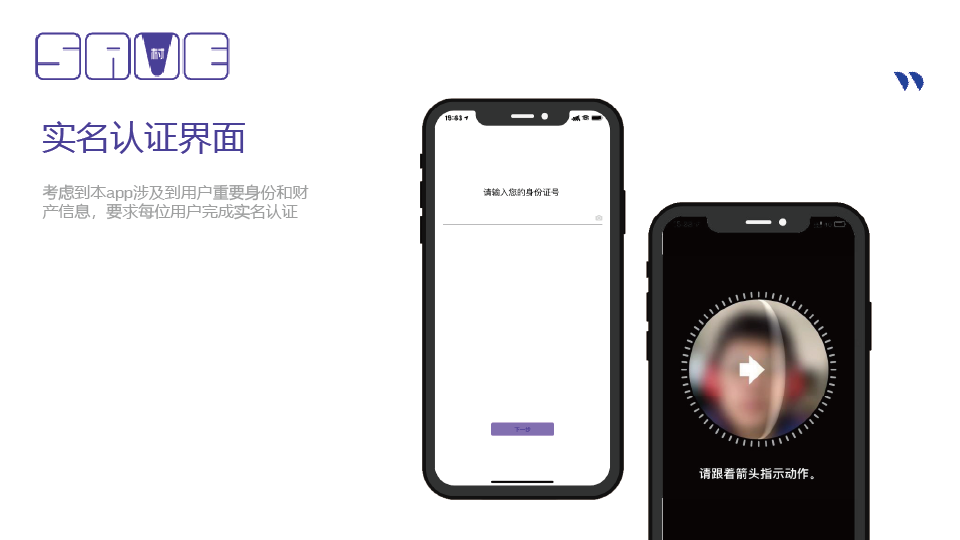 SAVE
村
实名认证界面
考虑到本app涉及到用户重要身份和财
产信息，要求每位用户完成实名认证
请输入您的身份证号
下一步
请跟着箭头指示动作。